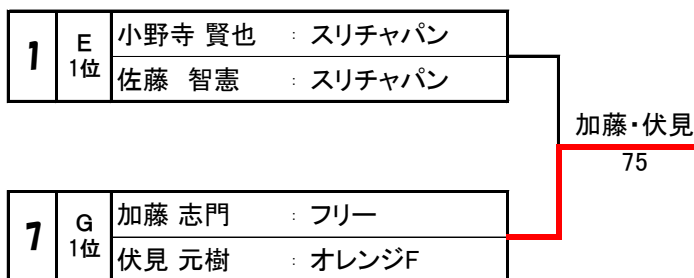 1 E 1位 小野寺 賢也 : スリチャパン
佐藤 智憲 : スリチャパン
加藤・伏見
75
7 G 1位 加藤 志門 : フリー
伏見 元樹 : オレンジF